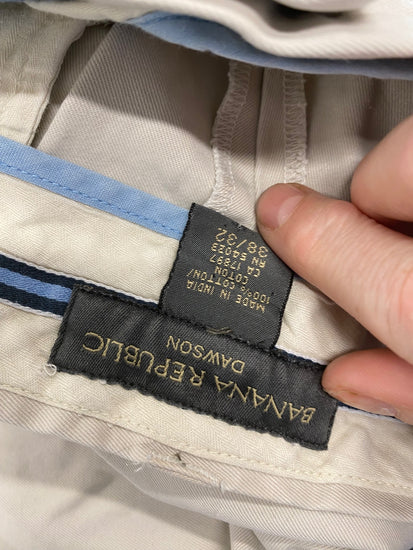 BANANA REPUBLIC
DAWSON
MADE IN INDIA
100% COTTON/
COTON
CA 17897
RN 54023
38/32